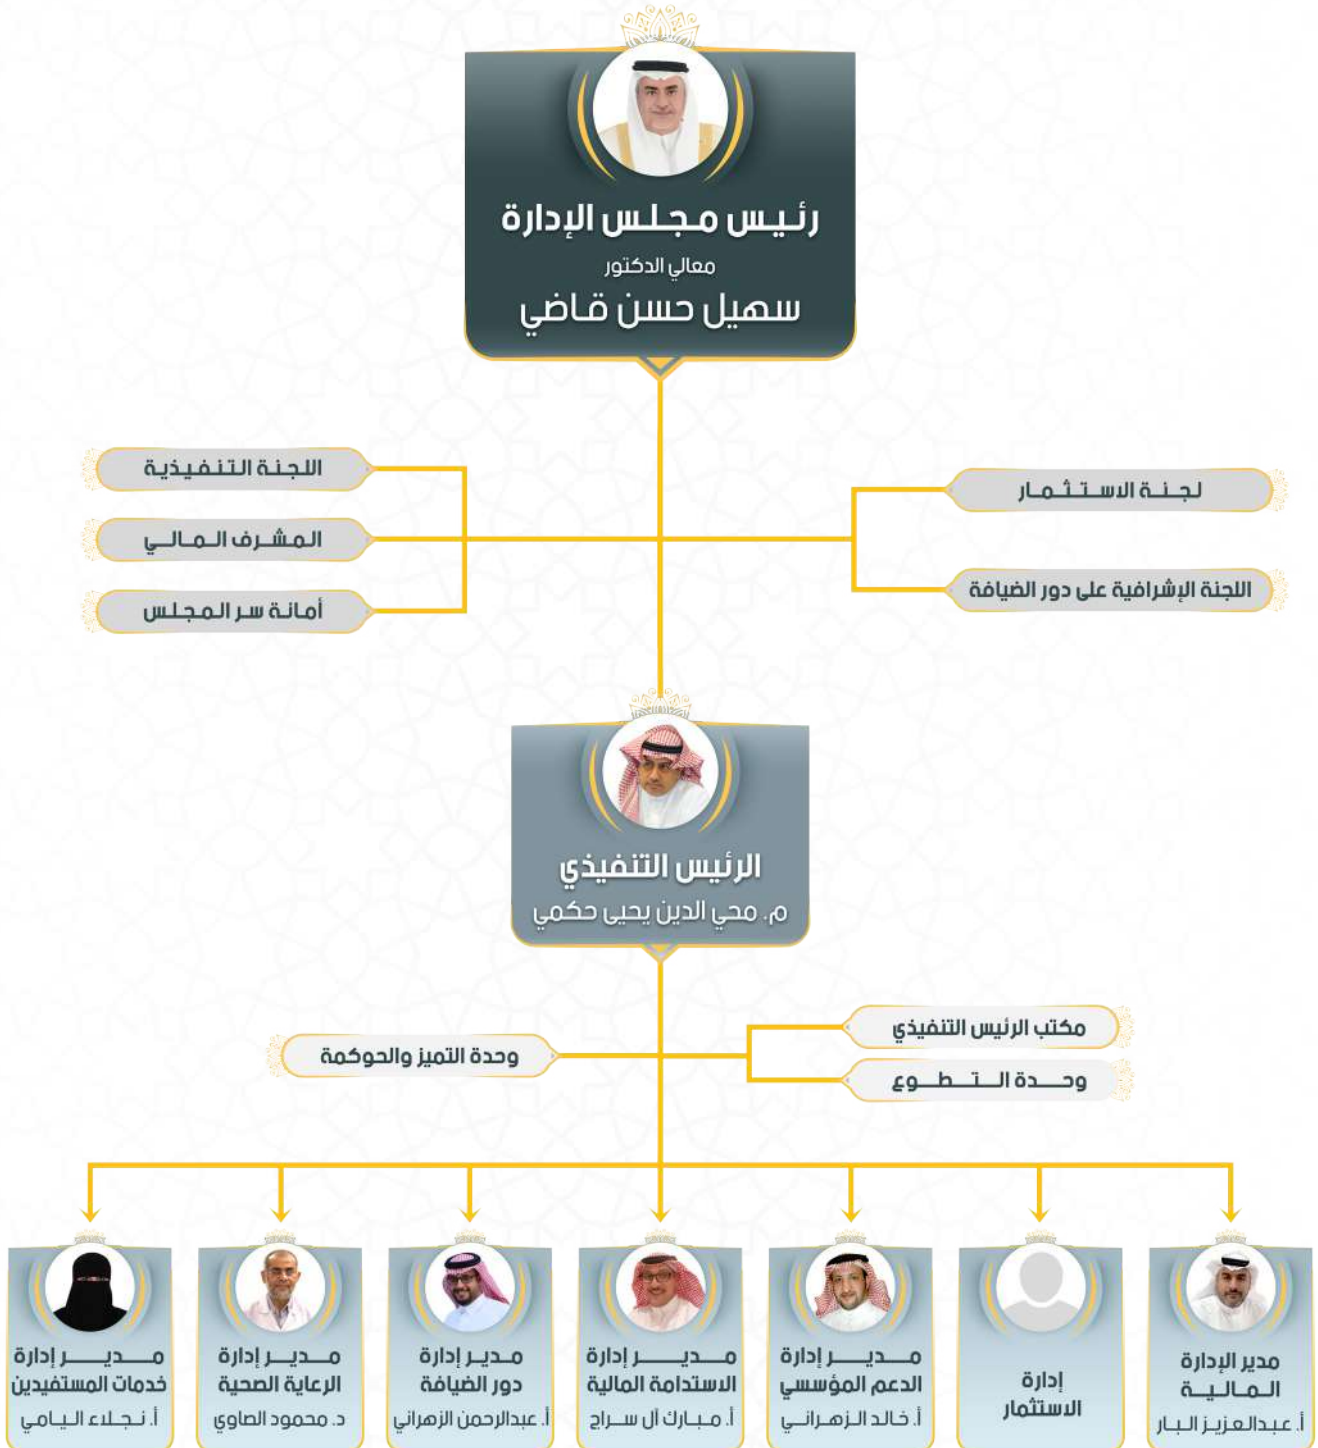 رئيس مجلس الإدارة
معالي الدكتور
سهيل حسن قاضي
لجنة الاستثمار
اللجنة الإشرافية على دور الضيافة
اللجنة التنفيذية
المشرف المالي
أمانة سر المجلس
الرئيس التنفيذي
م. محي الدين يحيى حكمي
مكتب الرئيس التنفيذي
وحدة التطوع
وحدة التميز والحوكمة
مدير الإدارة
المالية
أ. عبدالعزيز البار
إدارة
الاستثمار
مدير إدارة
الدعم المؤسسي
أ. خالد الزهراني
مدير إدارة
الاستدامة المالية
أ. مبارك آل سراج
مدير إدارة
دور الضيافة
أ. عبدالرحمن الزهراني
مدير إدارة
الرعاية الصحية
د. محمود الصاوي
مدير إدارة
خدمات المستفيدين
أ. نجلاء اليامي